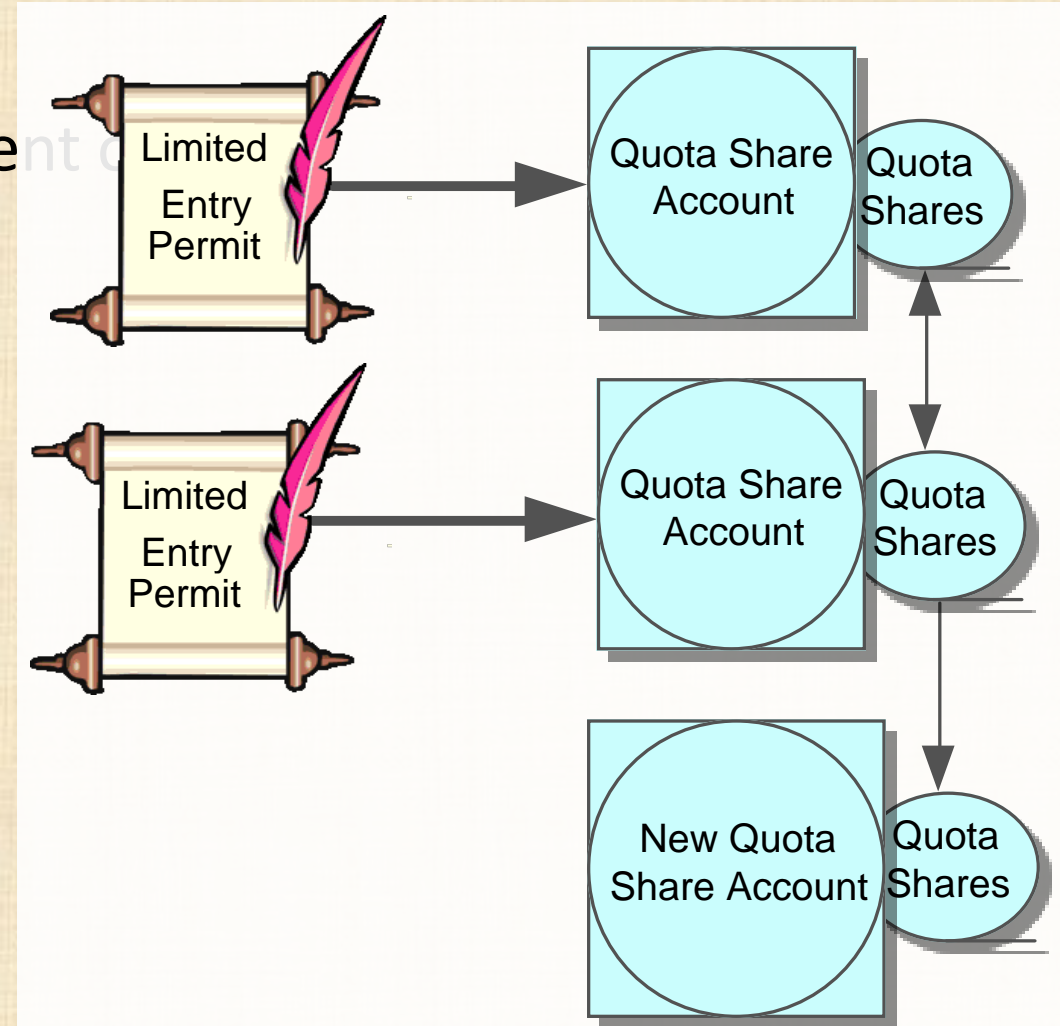 Limited
Entry
Permit
Quota Share
Account
Quota
Shares
Limited
Entry
Permit
Quota Share
Account
Quota
Shares
New Quota
Share Account
Quota
Shares